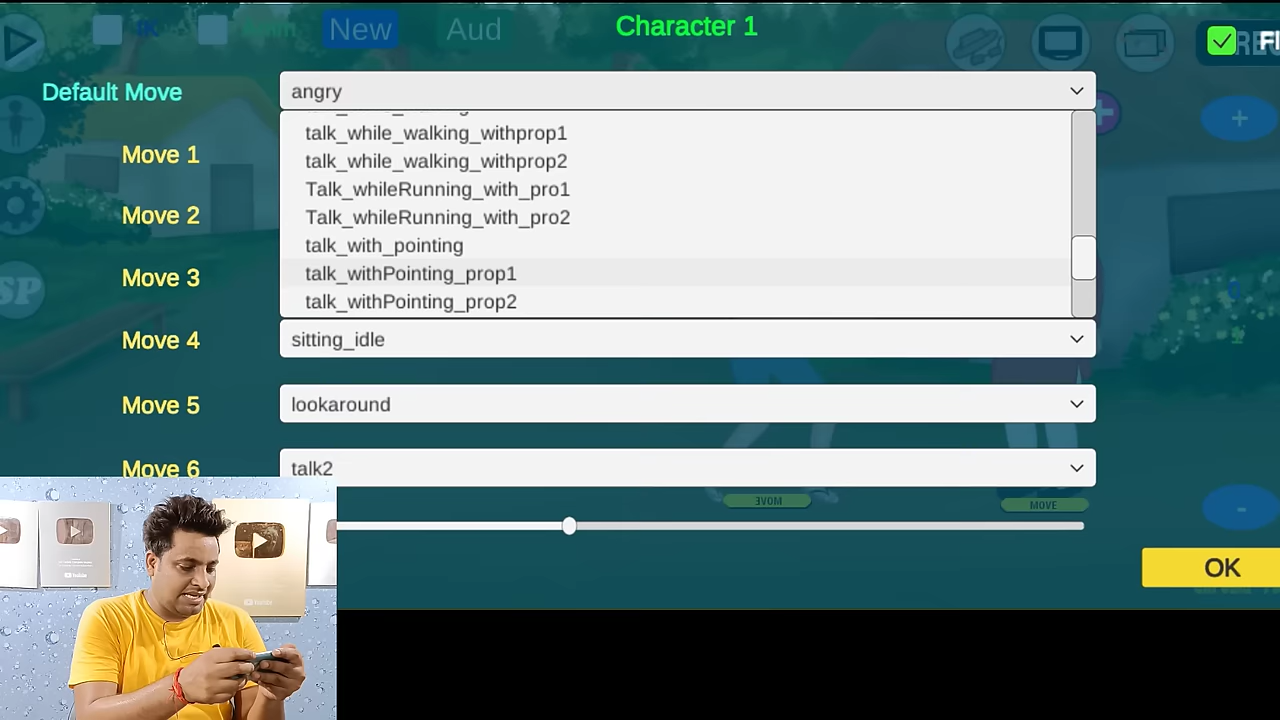 New
Aud
Character 1
Default Move
angry
talk_while_walking_withprop1
talk_while_walking_withprop2
Move 1
Talk_whileRunning_with_pro1
Move 2
Talk_whileRunning_with_pro2
talk_with_pointing
Move 3
talk_withPointing_prop1
talk_withPointing_prop2
SP
Move 4
sitting_idle
Move 5
lookaround
Move 6
talk2
MOVE
MOVE
OK